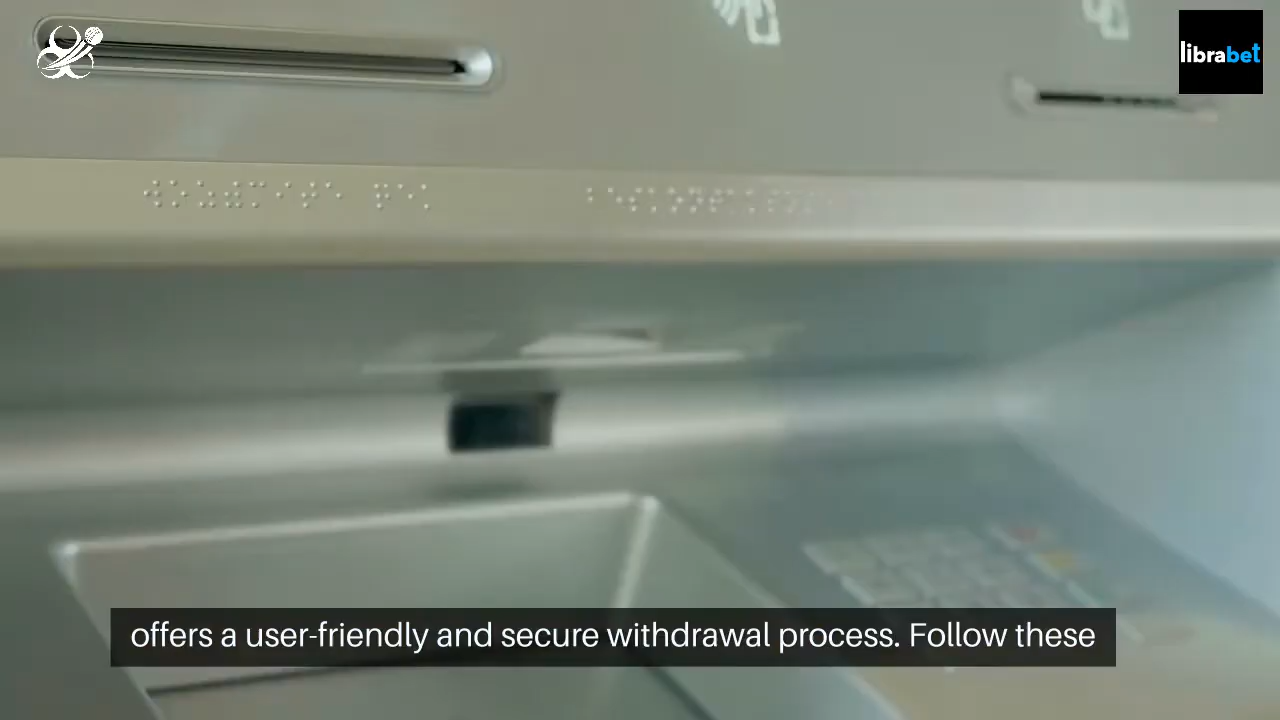 librabet
offers a user-friendly and secure withdrawal process. Follow these